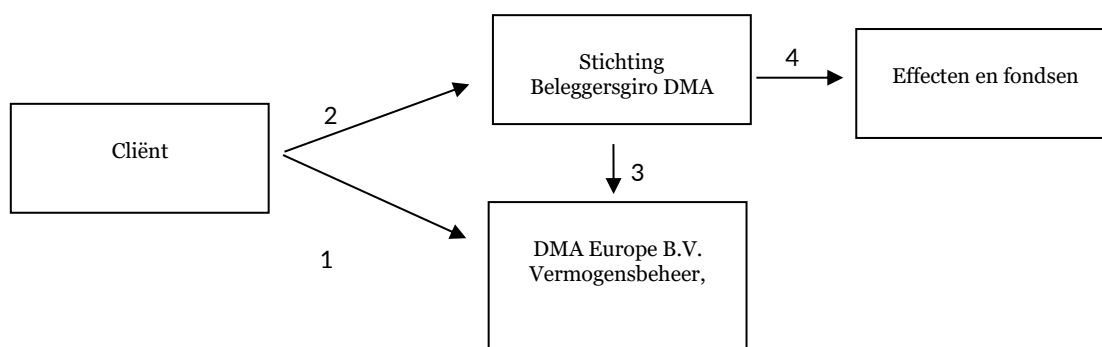 Stichting
Beleggersgiro DMA
4
Effecten en fondsen
2
Cliënt
3
1
DMA Europe B.V.
Vermogensbeheer,